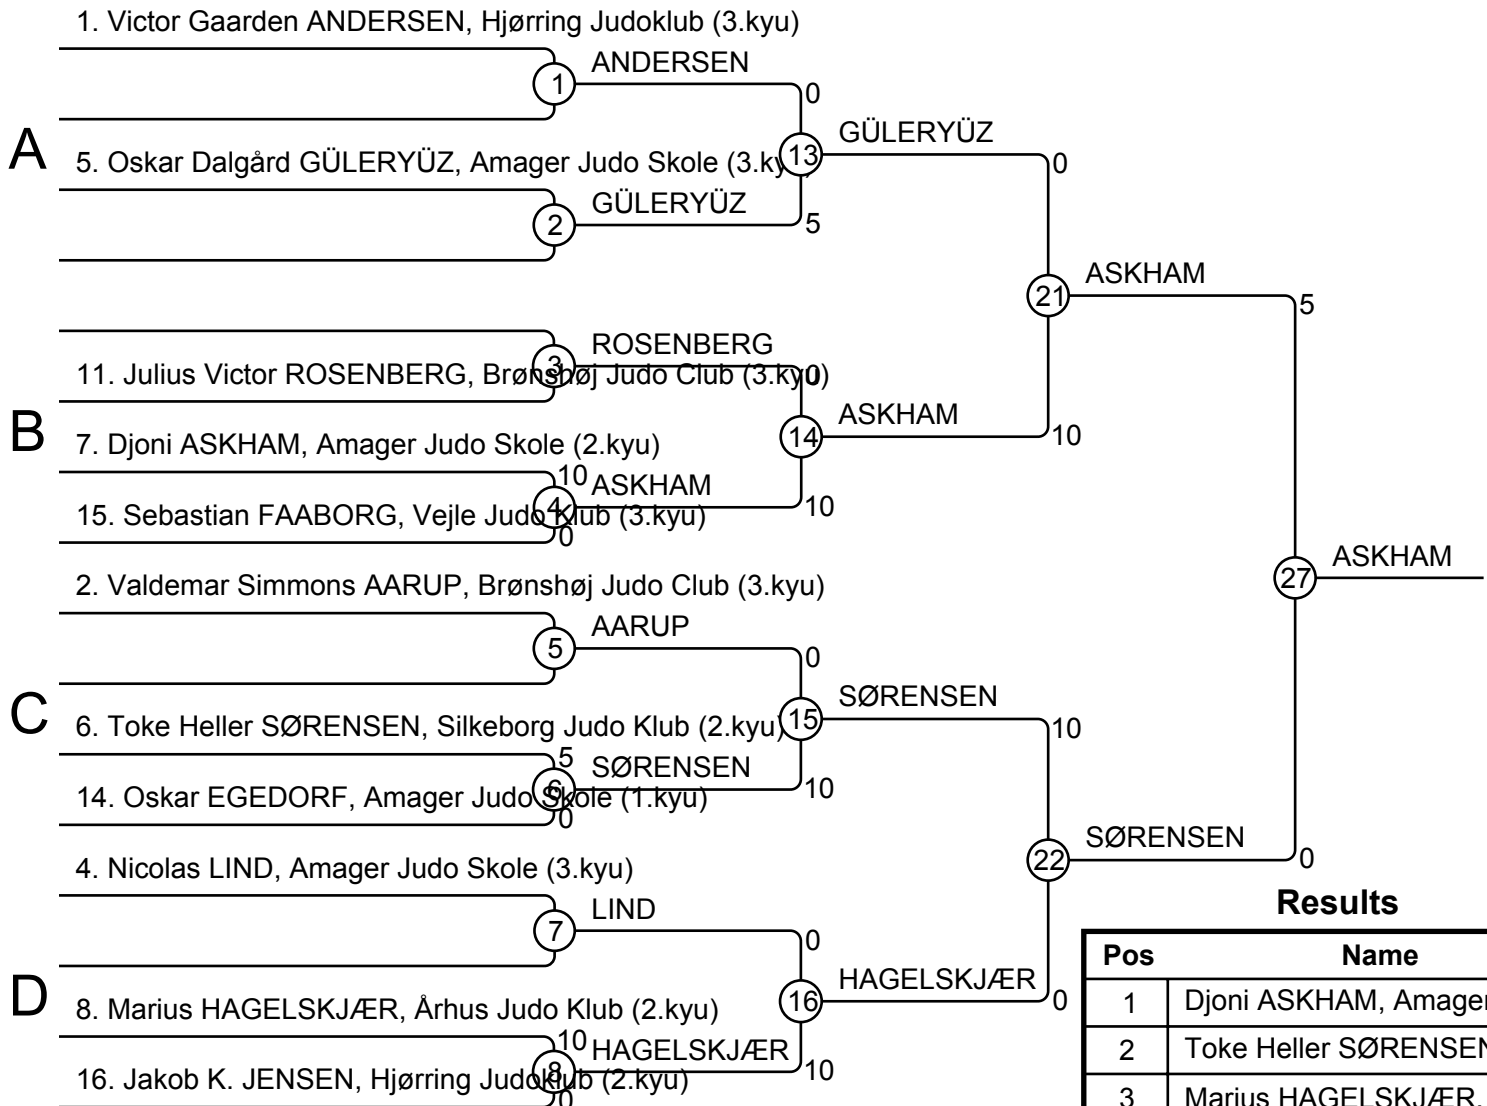 1. Victor Gaarden ANDERSEN, Hjørring Judoklub (3.kyu)
1 ANDERSEN
0
A
5. Oskar Dalgård GÜLERYÜZ, Amager Judo Skole (3.ky
13 GÜLERYÜZ
0
2 GÜLERYÜZ
5
21 ASKHAM
5
3 ROSENBERG
11. Julius Victor ROSENBERG, Brønshøj Judo Club (3.kyu)
0
B
14 ASKHAM
10
7. Djoni ASKHAM, Amager Judo Skole (2.kyu)
10
4 ASKHAM
10
15. Sebastian FAABORG, Vejle Judo Klub (3.kyu)
0
27 ASKHAM
2. Valdemar Simmons AARUP, Brønshøj Judo Club (3.kyu)
5 AARUP
0
C
6. Toke Heller SØRENSEN, Silkeborg Judo Klub (2.kyu)
15 SØRENSEN
10
5
6 SØRENSEN
10
14. Oskar EGEDORF, Amager Judo Skole (1.kyu)
0
22 SØRENSEN
0
4. Nicolas LIND, Amager Judo Skole (3.kyu)
7 LIND
0
D
8. Marius HAGELSKJÆR, Århus Judo Klub (2.kyu)
16 HAGELSKJÆR
0
10
8 HAGELSKJÆR
10
16. Jakob K. JENSEN, Hjørring Judoklub (2.kyu)
0
Results
Pos Name
1 Djoni ASKHAM, Amager
2 Toke Heller SØRENSEN
3 Marius HAGELSKJÆR,